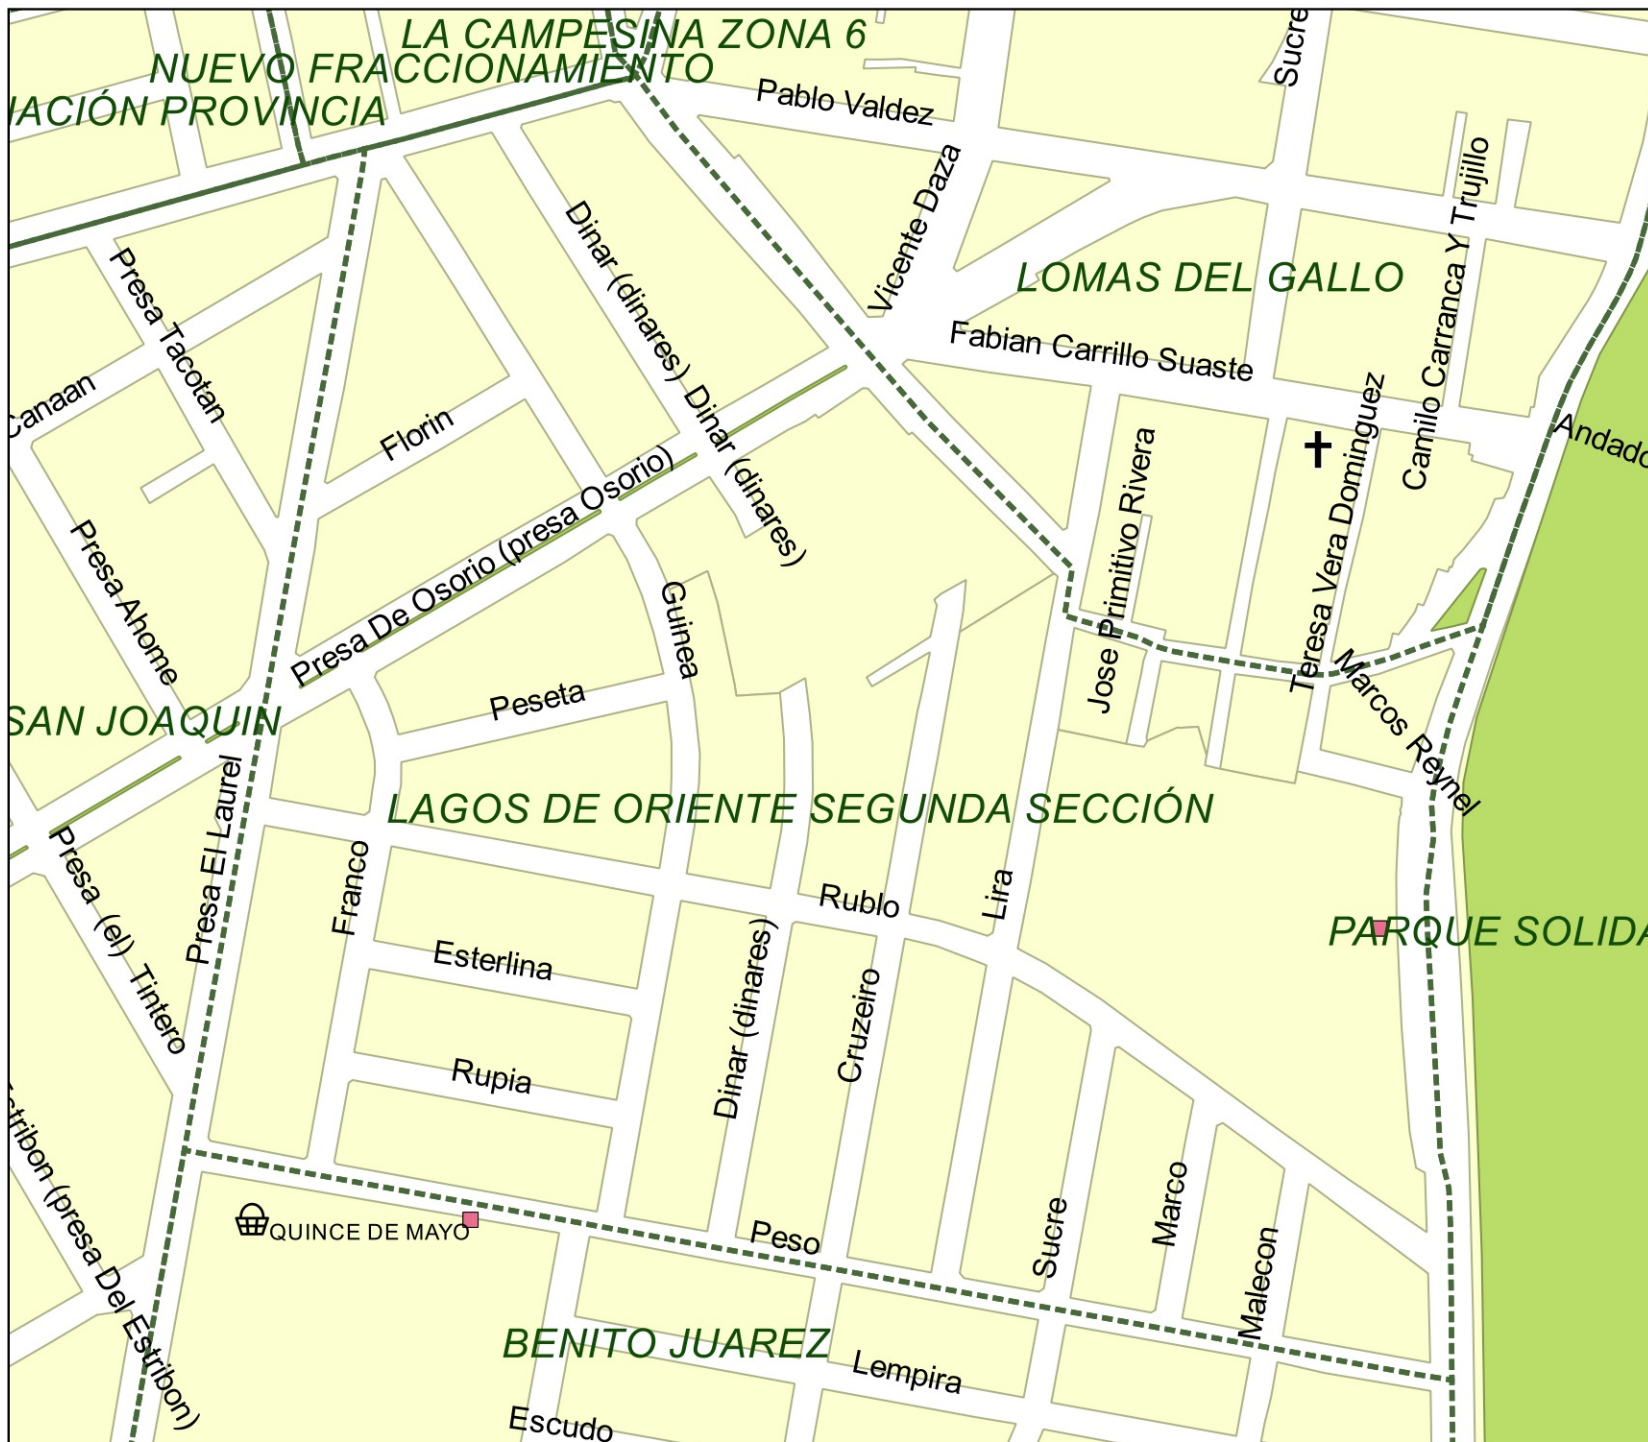 LA CAMPESINA ZONA 6
NUEVO FRACCIONAMIENTO
IACIÓN PROVINCIA
Sucre
Pablo Valdez
Vicente Daza
Camilo Carranca Y Trujillo
LOMAS DEL GALLO
Dinar (dinares)
Presa Tacotan
Fabian Carrillo Suaste
Canaan
Florin
Dinar (dinares)
Teresa Vera Dominguez
Andado
Jose Primitivo Rivera
Presa De Osorio (presa Osorio)
Presa Ahome
Guinea
Peseta
Marcos Reynel
SAN JOAQUIN
LAGOS DE ORIENTE SEGUNDA SECCIÓN
Presa El Laurel
Presa (el) Tintero
Franco
Rublo
Lira
PARQUE SOLIDA
Esterlina
Dinar (dinares)
Cruzeiro
Rupia
stribon (presa Del Estribon)
QUINCE DE MAYO
Peso
Sucre
Marco
Malecon
BENITO JUAREZ
Lempira
Escudo